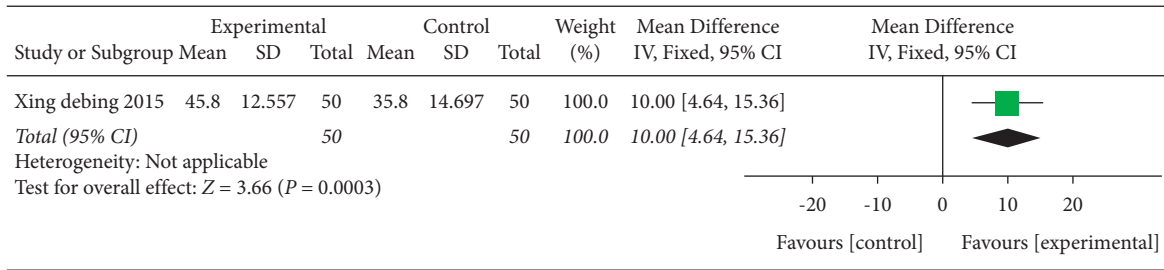 Experimental Control Weight Mean Difference Mean Difference
Study or Subgroup Mean SD Total Mean SD Total (%) IV, Fixed, 95% CI IV, Fixed, 95% CI
Xing debing 2015 45.8 12.557 50 35.8 14.697 50 100.0 10.00 [4.64, 15.36]
Total (95% CI) 50 50 100.0 10.00 [4.64, 15.36]
Heterogeneity: Not applicable
Test for overall effect: Z = 3.66 (P = 0.0003)
-20 -10 0 10 20
Favours [control] Favours [experimental]